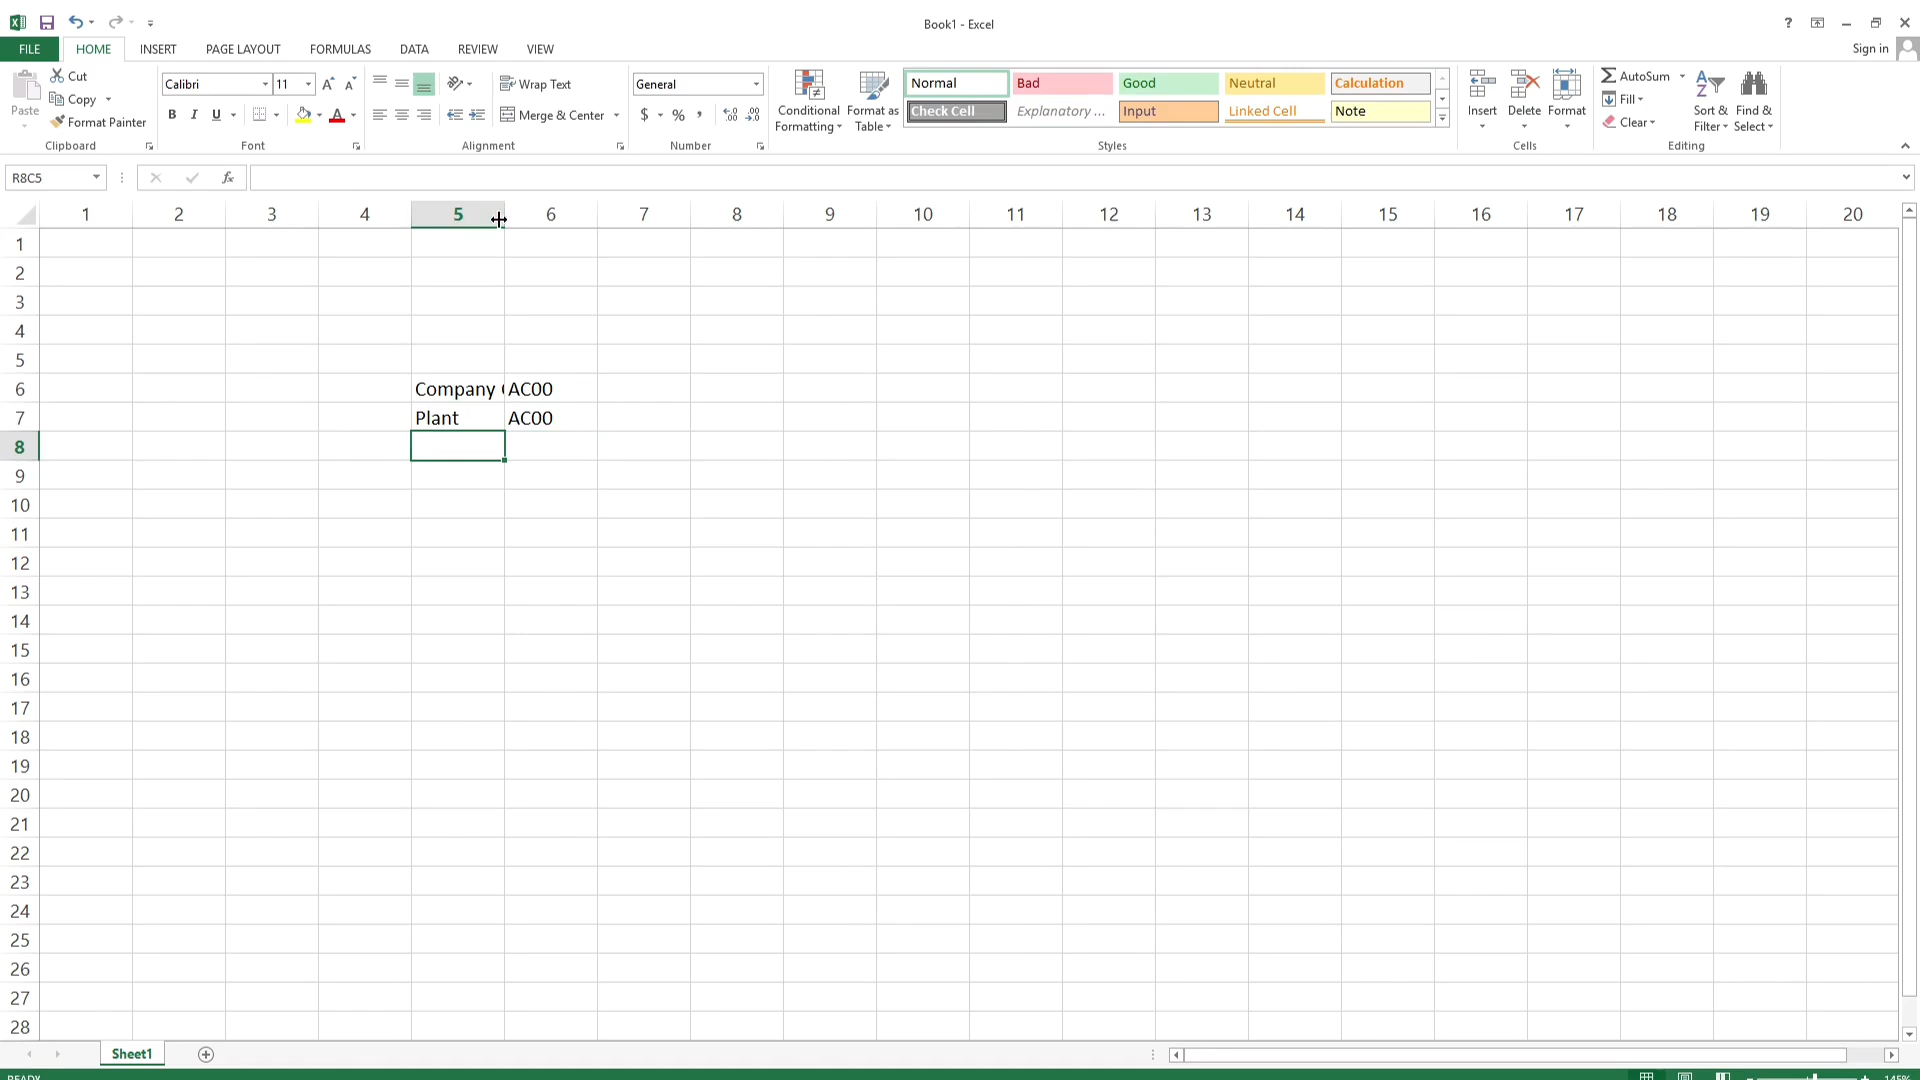 Book1 - Excel
?
FILE HOME INSERT PAGE LAYOUT FORMULAS DATA REVIEW VIEW
Sign in
Paste
Cut
Copy
Format Painter
Clipboard
Calibri 11
B I U
Font
Wrap Text
Merge & Center
Alignment
General
$ % ,
Number
Conditional Formatting
Format as Table
Normal Bad Good Neutral Calculation
Check Cell Explanatory ... Input Linked Cell Note
Styles
Insert Delete Format
Cells
AutoSum
Fill
Clear
Sort & Filter
Find & Select
Editing
R8C5
fx
1 2 3 4 5 6 7 8 9 10 11 12 13 14 15 16 17 18 19 20
1
2
3
4
5
6 Company AC00
7 Plant AC00
8
9
10
11
12
13
14
15
16
17
18
19
20
21
22
23
24
25
26
27
28
Sheet1
READY 145%